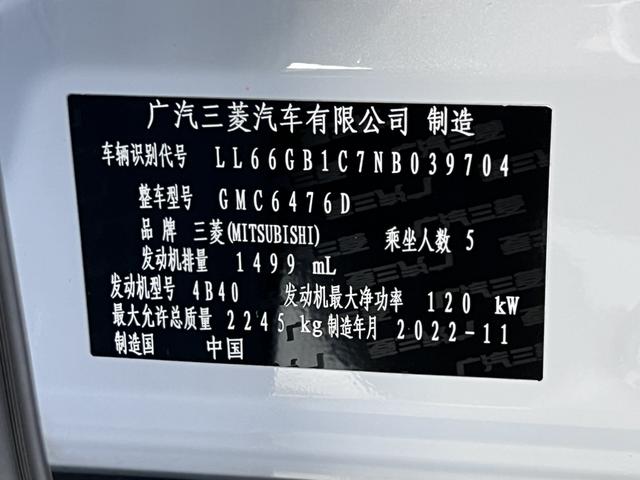 广汽三菱汽车有限公司 制造
车辆识别代号 LL66GB1C7NB039704
整车型号 GMC6476D
品牌 三菱(MITSUBISHI) 乘坐人数 5
发动机排量 1499 mL
发动机型号 4B40 发动机最大净功率 120 kW
最大允许总质量 2245 kg 制造年月 2022-11
制造国 中国